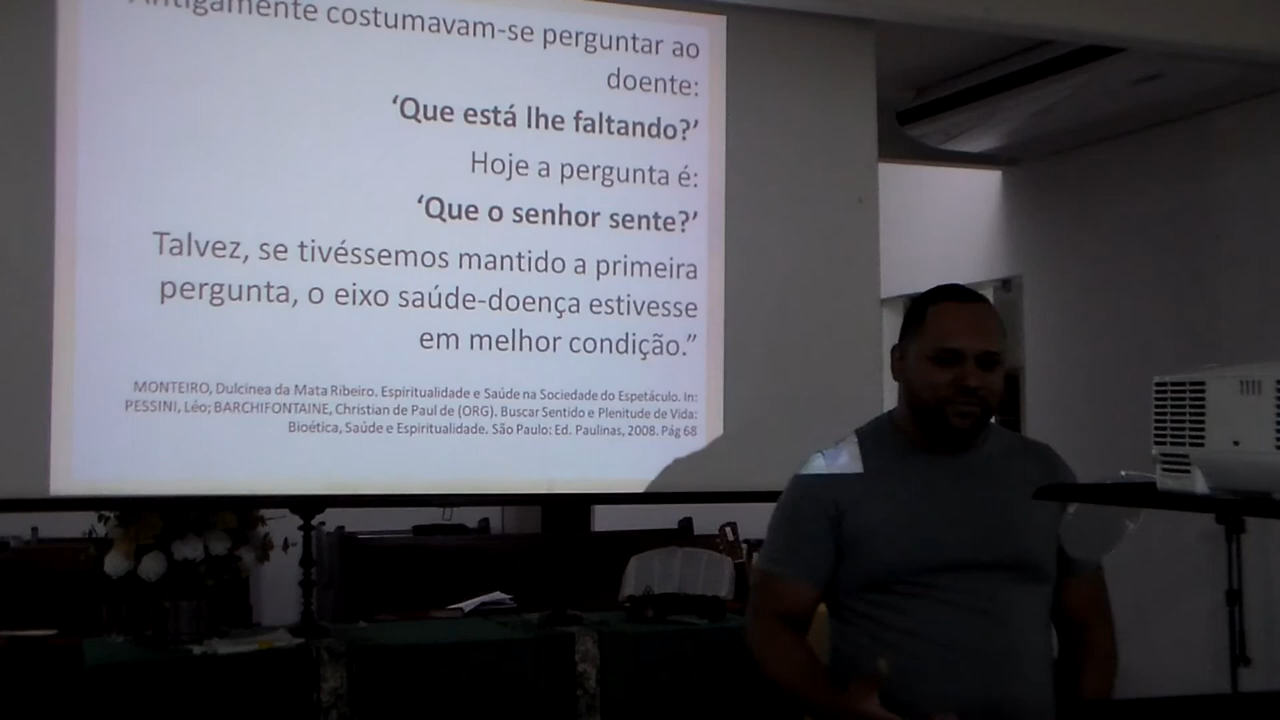 Antigamente costumavam-se perguntar ao
doente:
‘Que está lhe faltando?’
Hoje a pergunta é:
‘Que o senhor sente?’
Talvez, se tivéssemos mantido a primeira
pergunta, o eixo saúde-doença estivesse
em melhor condição.”
MONTEIRO, Dulcinea da Mata Ribeiro. Espiritualidade e Saúde na Sociedade do Espetáculo. In:
PESSINI, Léo; BARCHIFONTAINE, Christian de Paul de (ORG). Buscar Sentido e Plenitude de Vida:
Bioética, Saúde e Espiritualidade. São Paulo: Ed. Paulinas, 2008. Pág 68